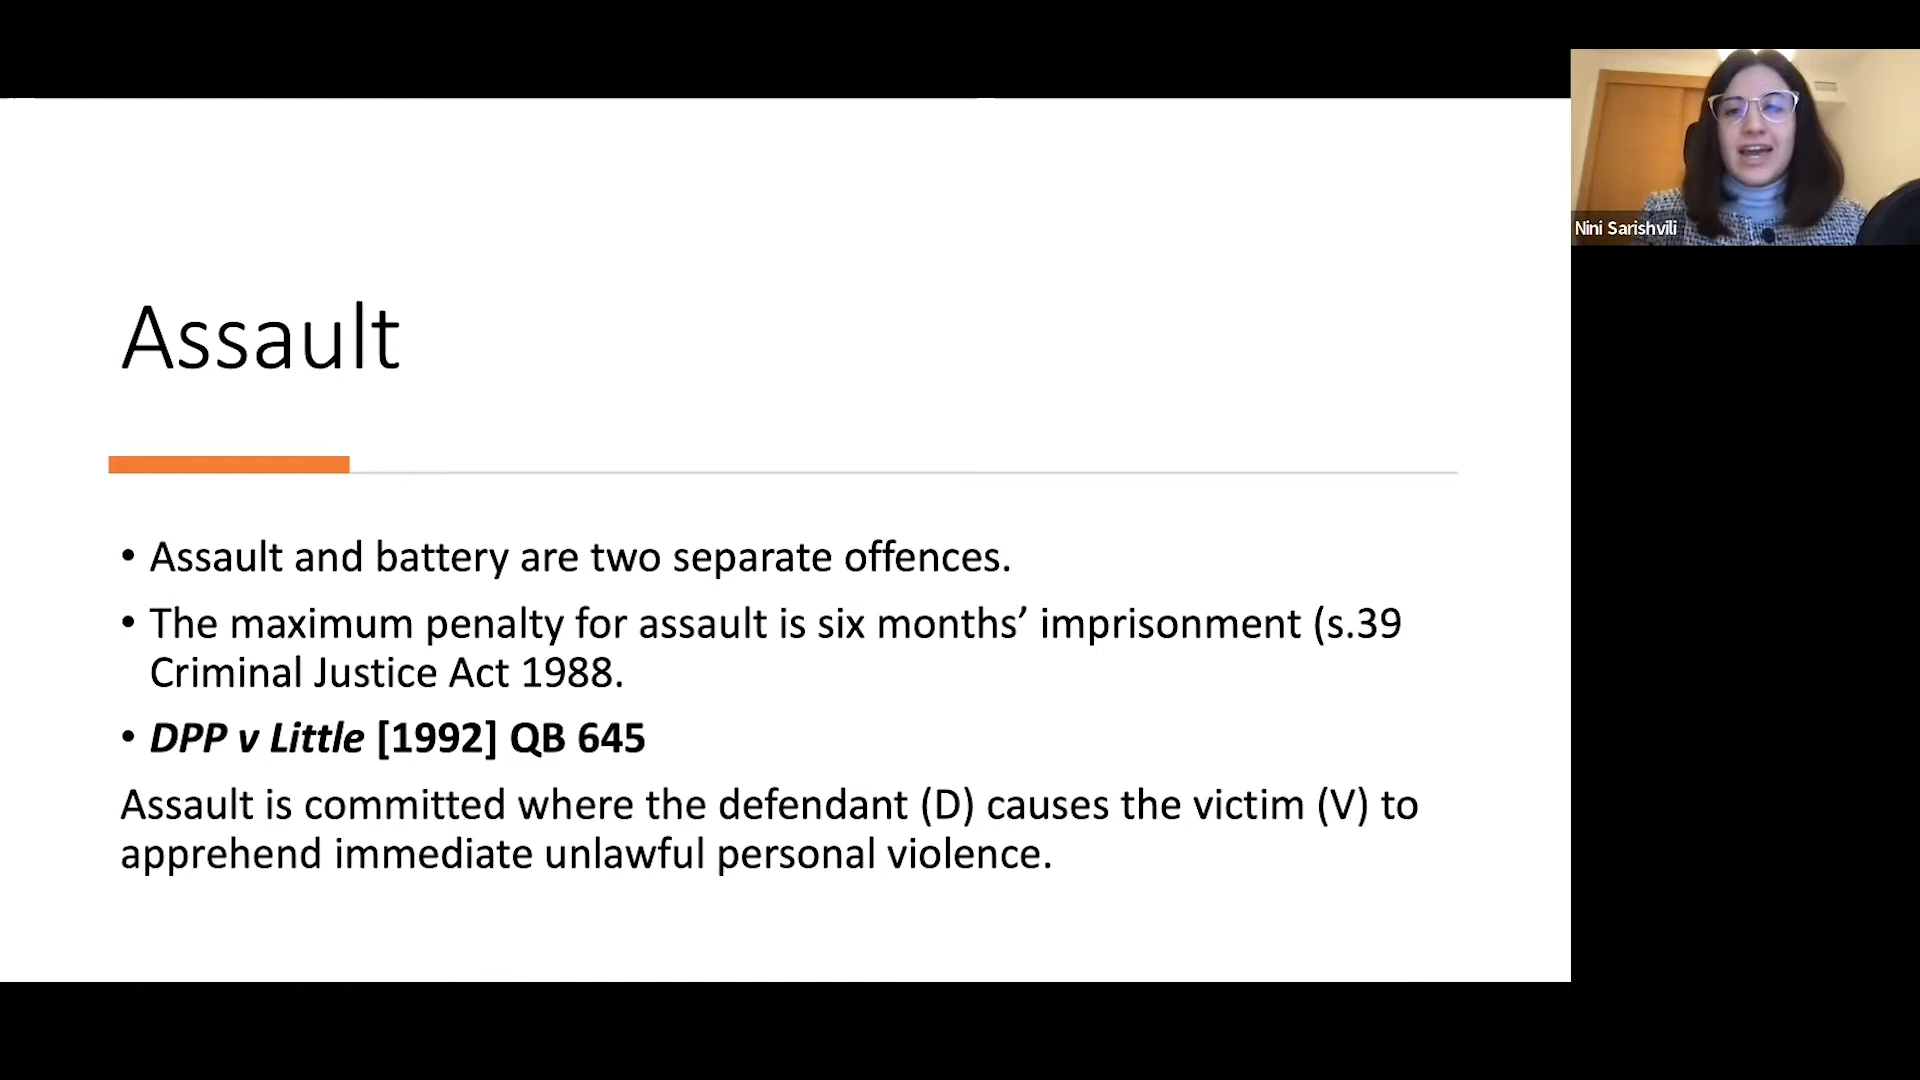 Nini Sarishvili
Assault
• Assault and battery are two separate offences.
• The maximum penalty for assault is six months’ imprisonment (s.39
Criminal Justice Act 1988.
• DPP v Little [1992] QB 645
Assault is committed where the defendant (D) causes the victim (V) to
apprehend immediate unlawful personal violence.